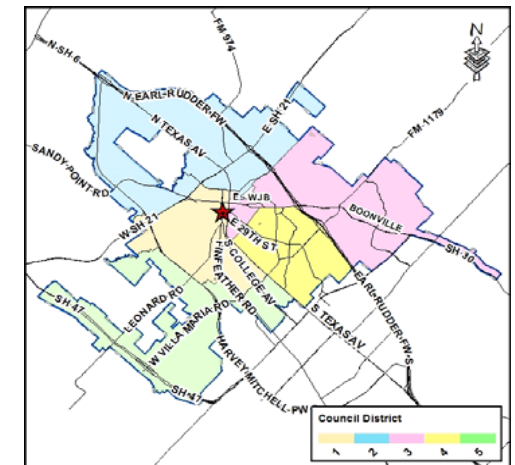 FM 974
N-SH-6
N
N-EARL-RUDDER-FW
E SH 21
N TEXAS-AV
FM-1179
SANDY-POINT-RD
E WJB
BOONVILLE
W-SH 21
E 29TH ST
SH-30
S-COLLEGE-AV
FINFEATHER RD
LEONARD RD
W VILLA MARIA-RD
SH-47
EARL-RUDDER-FW-S
S TEXAS AV
SH-47
HARVEY-MITCHELL-PW
Council District
1 2 3 4 5